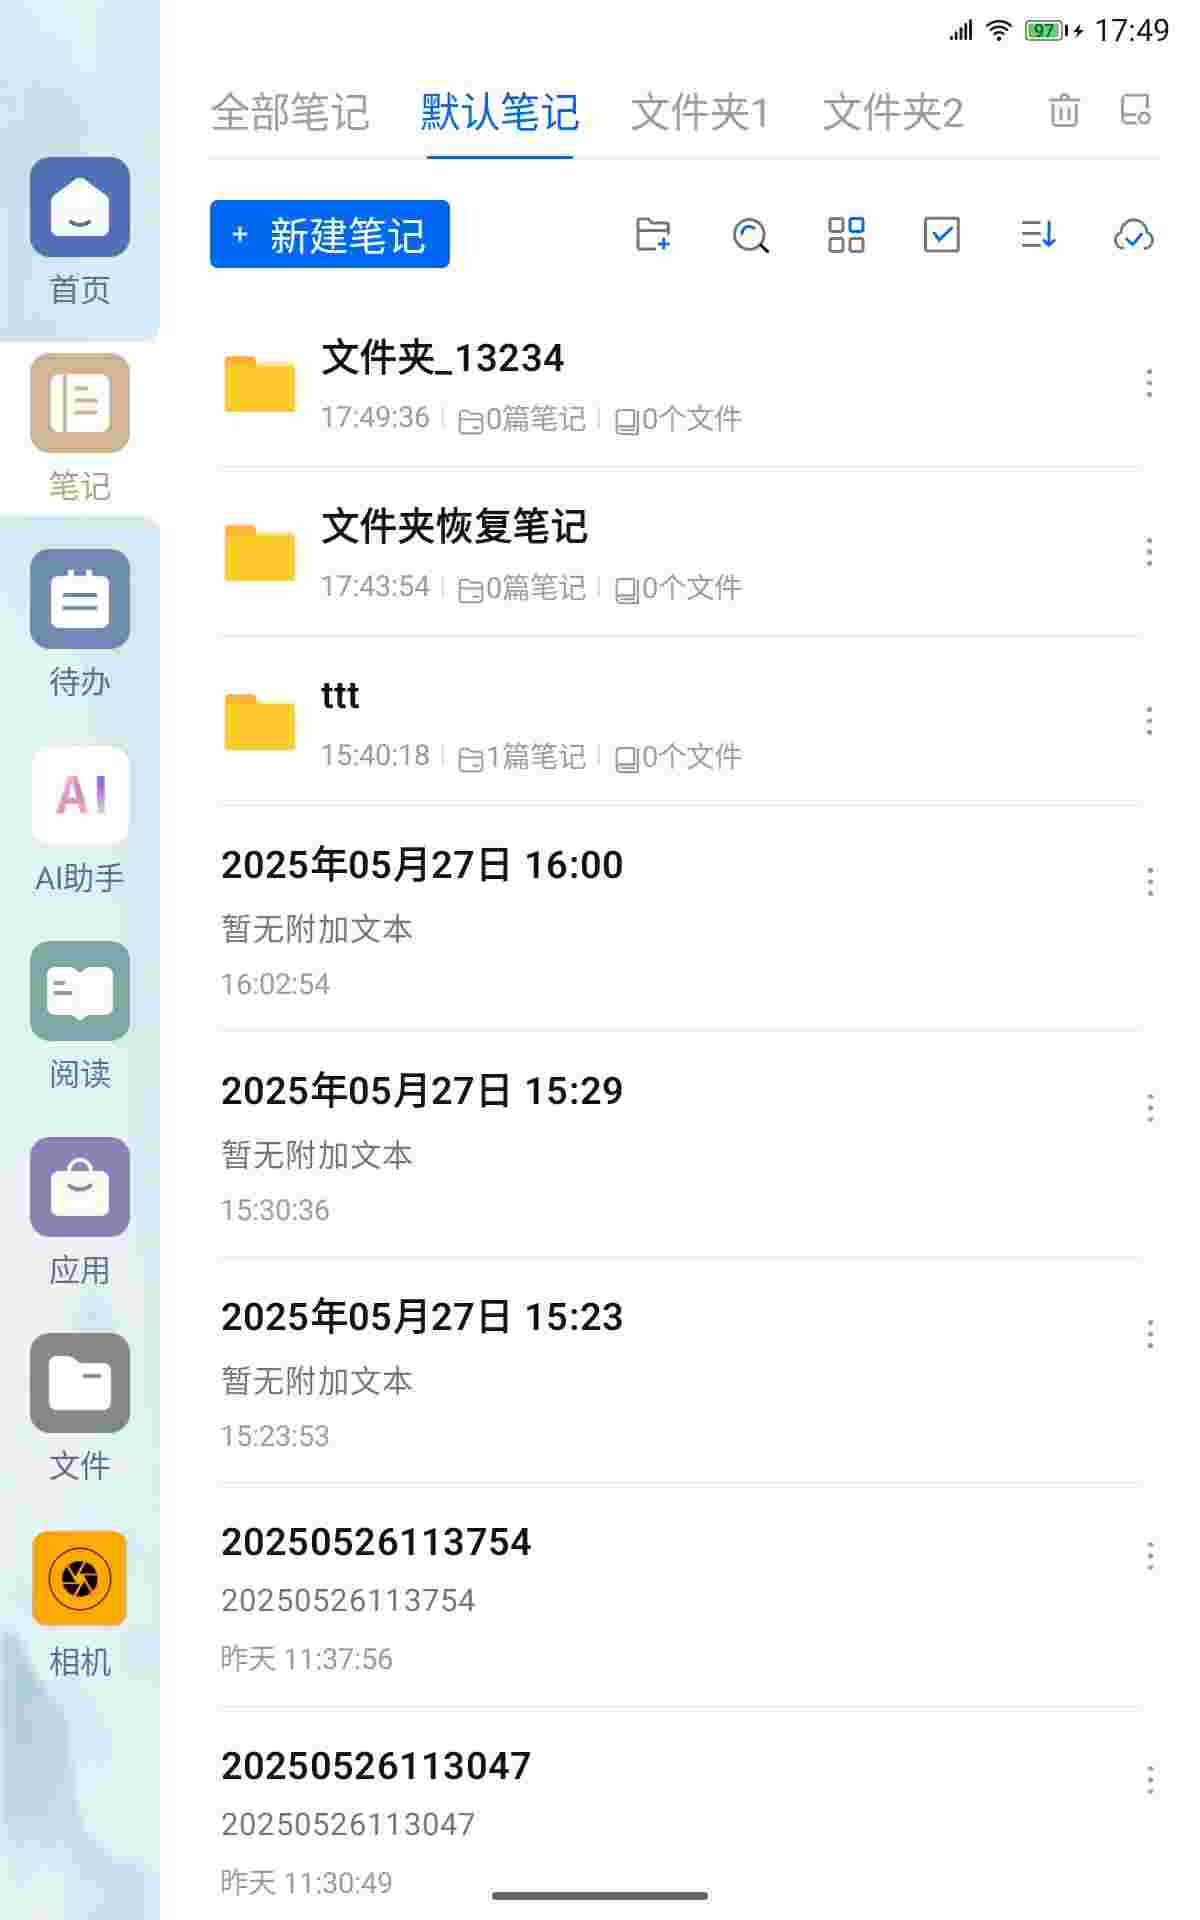 97 17:49
全部笔记 默认笔记 文件夹1 文件夹2
+ 新建笔记
首页
笔记
待办
AI
AI助手
阅读
应用
文件
相机
文件夹_13234
17:49:36 0篇笔记 0个文件
文件夹恢复笔记
17:43:54 0篇笔记 0个文件
ttt
15:40:18 1篇笔记 0个文件
2025年05月27日 16:00
暂无附加文本
16:02:54
2025年05月27日 15:29
暂无附加文本
15:30:36
2025年05月27日 15:23
暂无附加文本
15:23:53
20250526113754
20250526113754
昨天 11:37:56
20250526113047
20250526113047
昨天 11:30:49